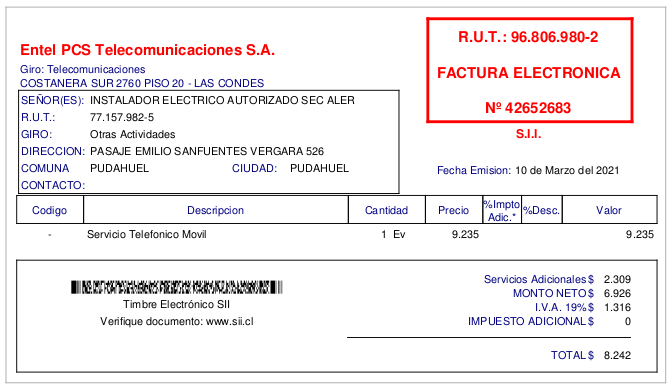 Entel PCS Telecomunicaciones S.A.
Giro: Telecomunicaciones
COSTANERA SUR 2760 PISO 20 - LAS CONDES
R.U.T.: 96.806.980-2
FACTURA ELECTRONICA
Nº 42652683
S.I.I.
SEÑOR(ES): INSTALADOR ELECTRICO AUTORIZADO SEC ALER
R.U.T.: 77.157.982-5
GIRO: Otras Actividades
DIRECCION: PASAJE EMILIO SANFUENTES VERGARA 526
COMUNA PUDAHUEL CIUDAD: PUDAHUEL
CONTACTO:
Fecha Emision: 10 de Marzo del 2021
Codigo Descripcion Cantidad Precio %Impto Adic.* %Desc. Valor
- Servicio Telefonico Movil 1 Ev 9.235 9.235
Timbre Electrónico SII
Verifique documento: www.sii.cl
Servicios Adicionales $ 2.309
MONTO NETO $ 6.926
I.V.A. 19% $ 1.316
IMPUESTO ADICIONAL $ 0
TOTAL $ 8.242